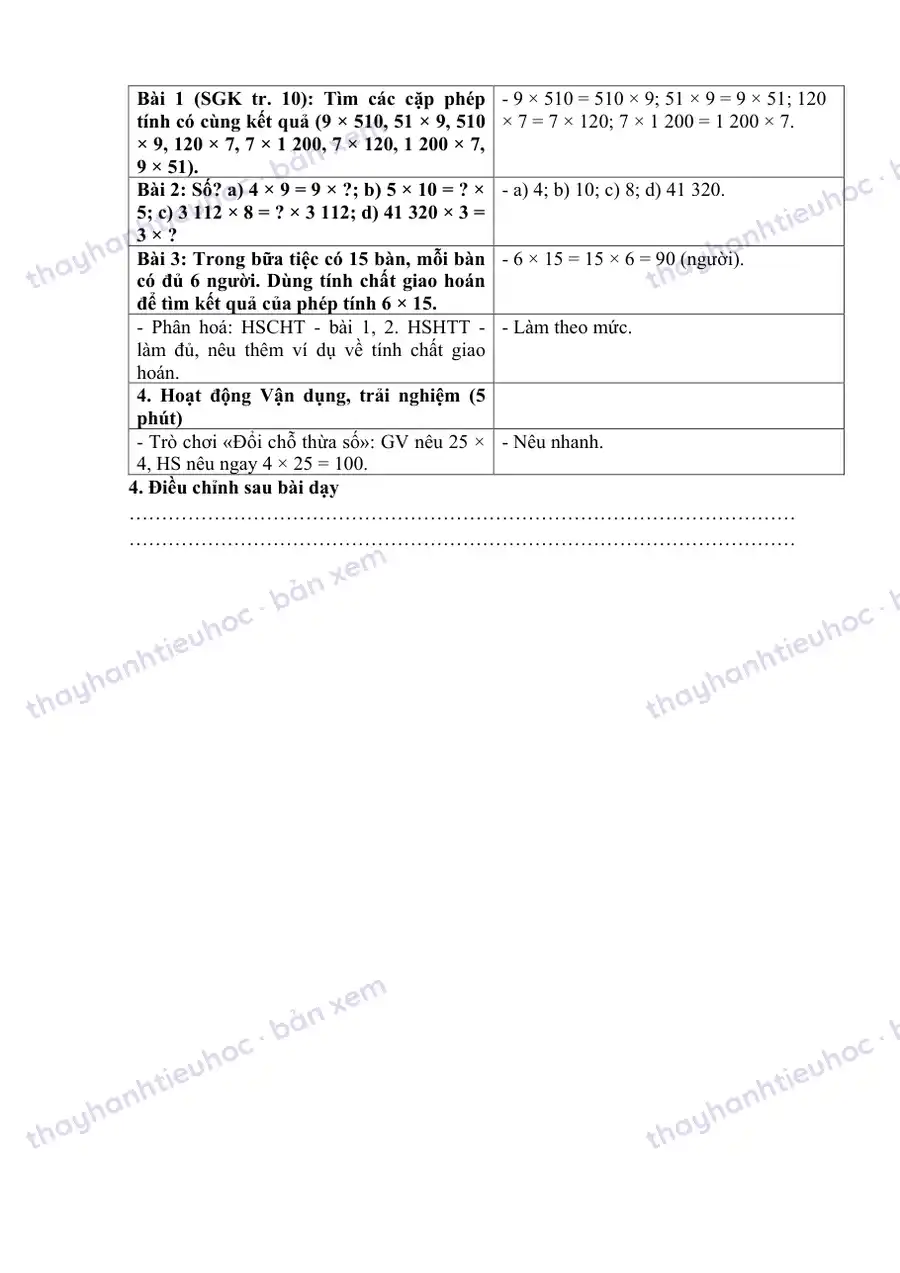 Bài 1 (SGK tr. 10): Tìm các cặp phép
tính có cùng kết quả (9 × 510, 51 × 9, 510
× 9, 120 × 7, 7 × 1 200, 7 × 120, 1 200 × 7,
9 × 51).
- 9 × 510 = 510 × 9; 51 × 9 = 9 × 51; 120
× 7 = 7 × 120; 7 × 1 200 = 1 200 × 7.
Bài 2: Số? a) 4 × 9 = 9 × ?; b) 5 × 10 = ? ×
5; c) 3 112 × 8 = ? × 3 112; d) 41 320 × 3 =
3 × ?
- a) 4; b) 10; c) 8; d) 41 320.
Bài 3: Trong bữa tiệc có 15 bàn, mỗi bàn
có đủ 6 người. Dùng tính chất giao hoán
để tìm kết quả của phép tính 6 × 15.
- 6 × 15 = 15 × 6 = 90 (người).
- Phân hoá: HSCHT - bài 1, 2. HSHTT -
làm đủ, nêu thêm ví dụ về tính chất giao
hoán.
- Làm theo mức.
4. Hoạt động Vận dụng, trải nghiệm (5
phút)
- Trò chơi «Đổi chỗ thừa số»: GV nêu 25 ×
4, HS nêu ngay 4 × 25 = 100.
- Nêu nhanh.
4. Điều chỉnh sau bài dạy
…………………………………………………………………………………………
…………………………………………………………………………………………
thayhanhtieuhoc · bản xem
thayhanhtieuhoc · b
thayhanhtieuhoc · bản xem
thayhanhtieuhoc · b
thayhanhtieuhoc · bản xem
thayhanhtieuhoc · b